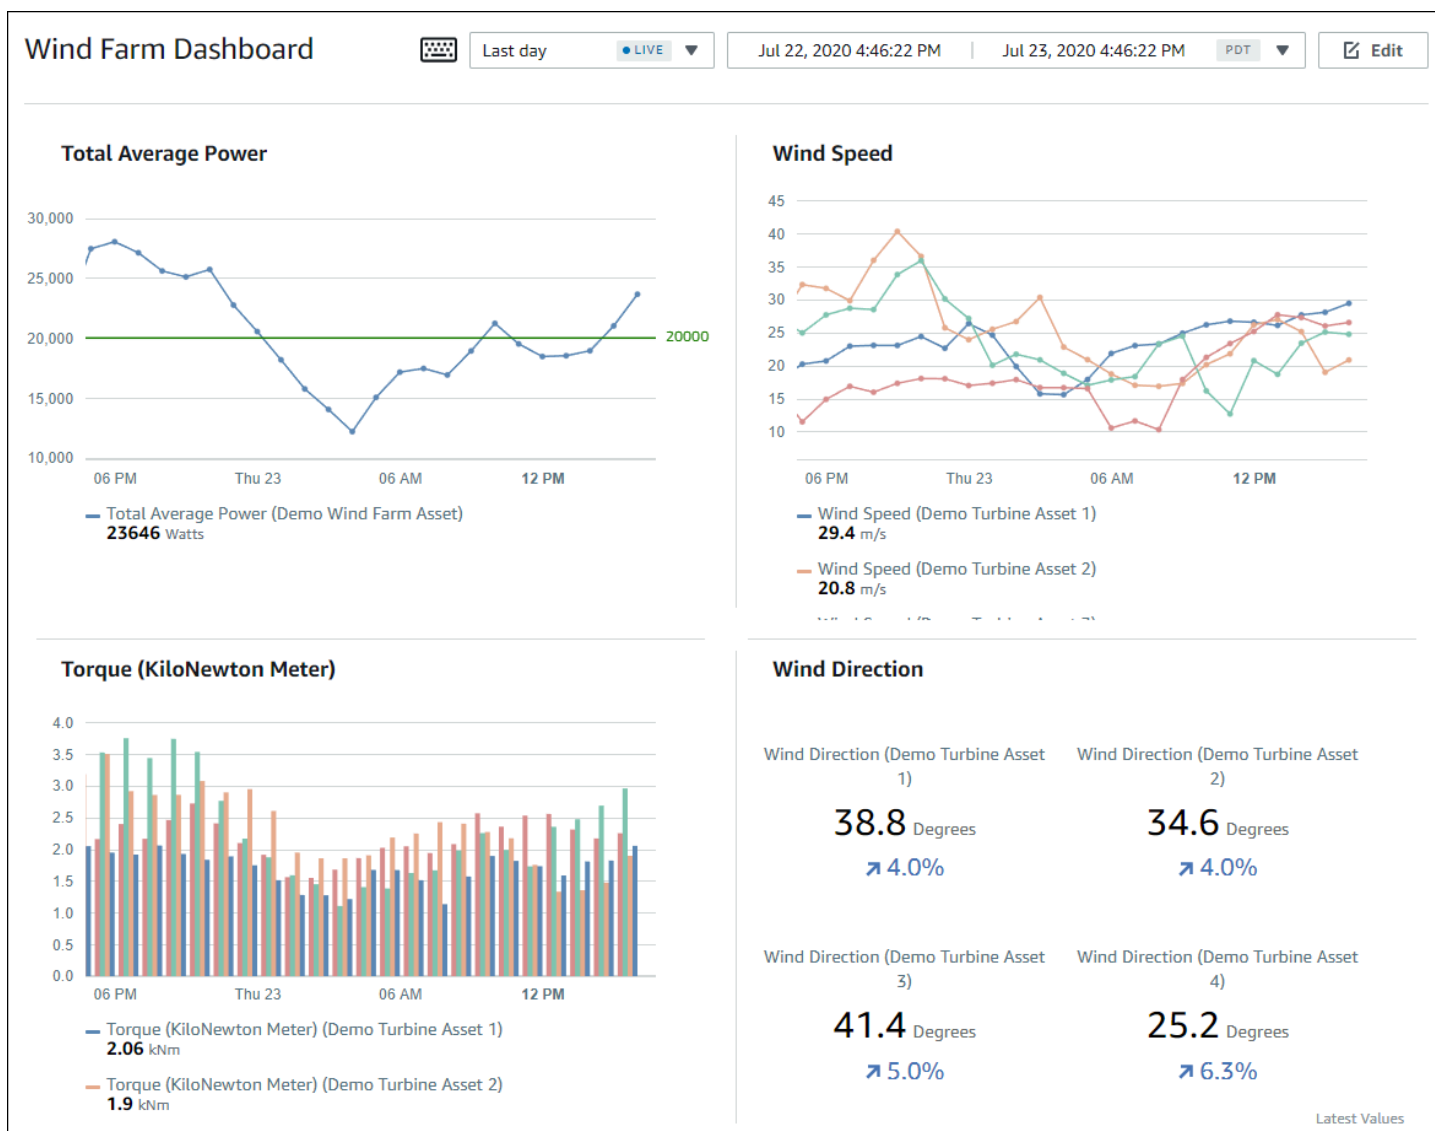 Wind Farm Dashboard
Last day
LIVE
Jul 22, 2020 4:46:22 PM
Jul 23, 2020 4:46:22 PM
PDT
Edit
Total Average Power
30,000
25,000
20,000
15,000
10,000
20000
06 PM
Thu 23
06 AM
12 PM
Total Average Power (Demo Wind Farm Asset)
23646 Watts
Wind Speed
45
40
35
30
25
20
15
10
06 PM
Thu 23
06 AM
12 PM
Wind Speed (Demo Turbine Asset 1)
29.4 m/s
Wind Speed (Demo Turbine Asset 2)
20.8 m/s
Torque (KiloNewton Meter)
4.0
3.5
3.0
2.5
2.0
1.5
1.0
0.5
0.0
06 PM
Thu 23
06 AM
12 PM
Torque (KiloNewton Meter) (Demo Turbine Asset 1)
2.06 kNm
Torque (KiloNewton Meter) (Demo Turbine Asset 2)
1.9 kNm
Wind Direction
Wind Direction (Demo Turbine Asset
1)
38.8 Degrees
4.0%
Wind Direction (Demo Turbine Asset
2)
34.6 Degrees
4.0%
Wind Direction (Demo Turbine Asset
3)
41.4 Degrees
5.0%
Wind Direction (Demo Turbine Asset
4)
25.2 Degrees
6.3%
Latest Values